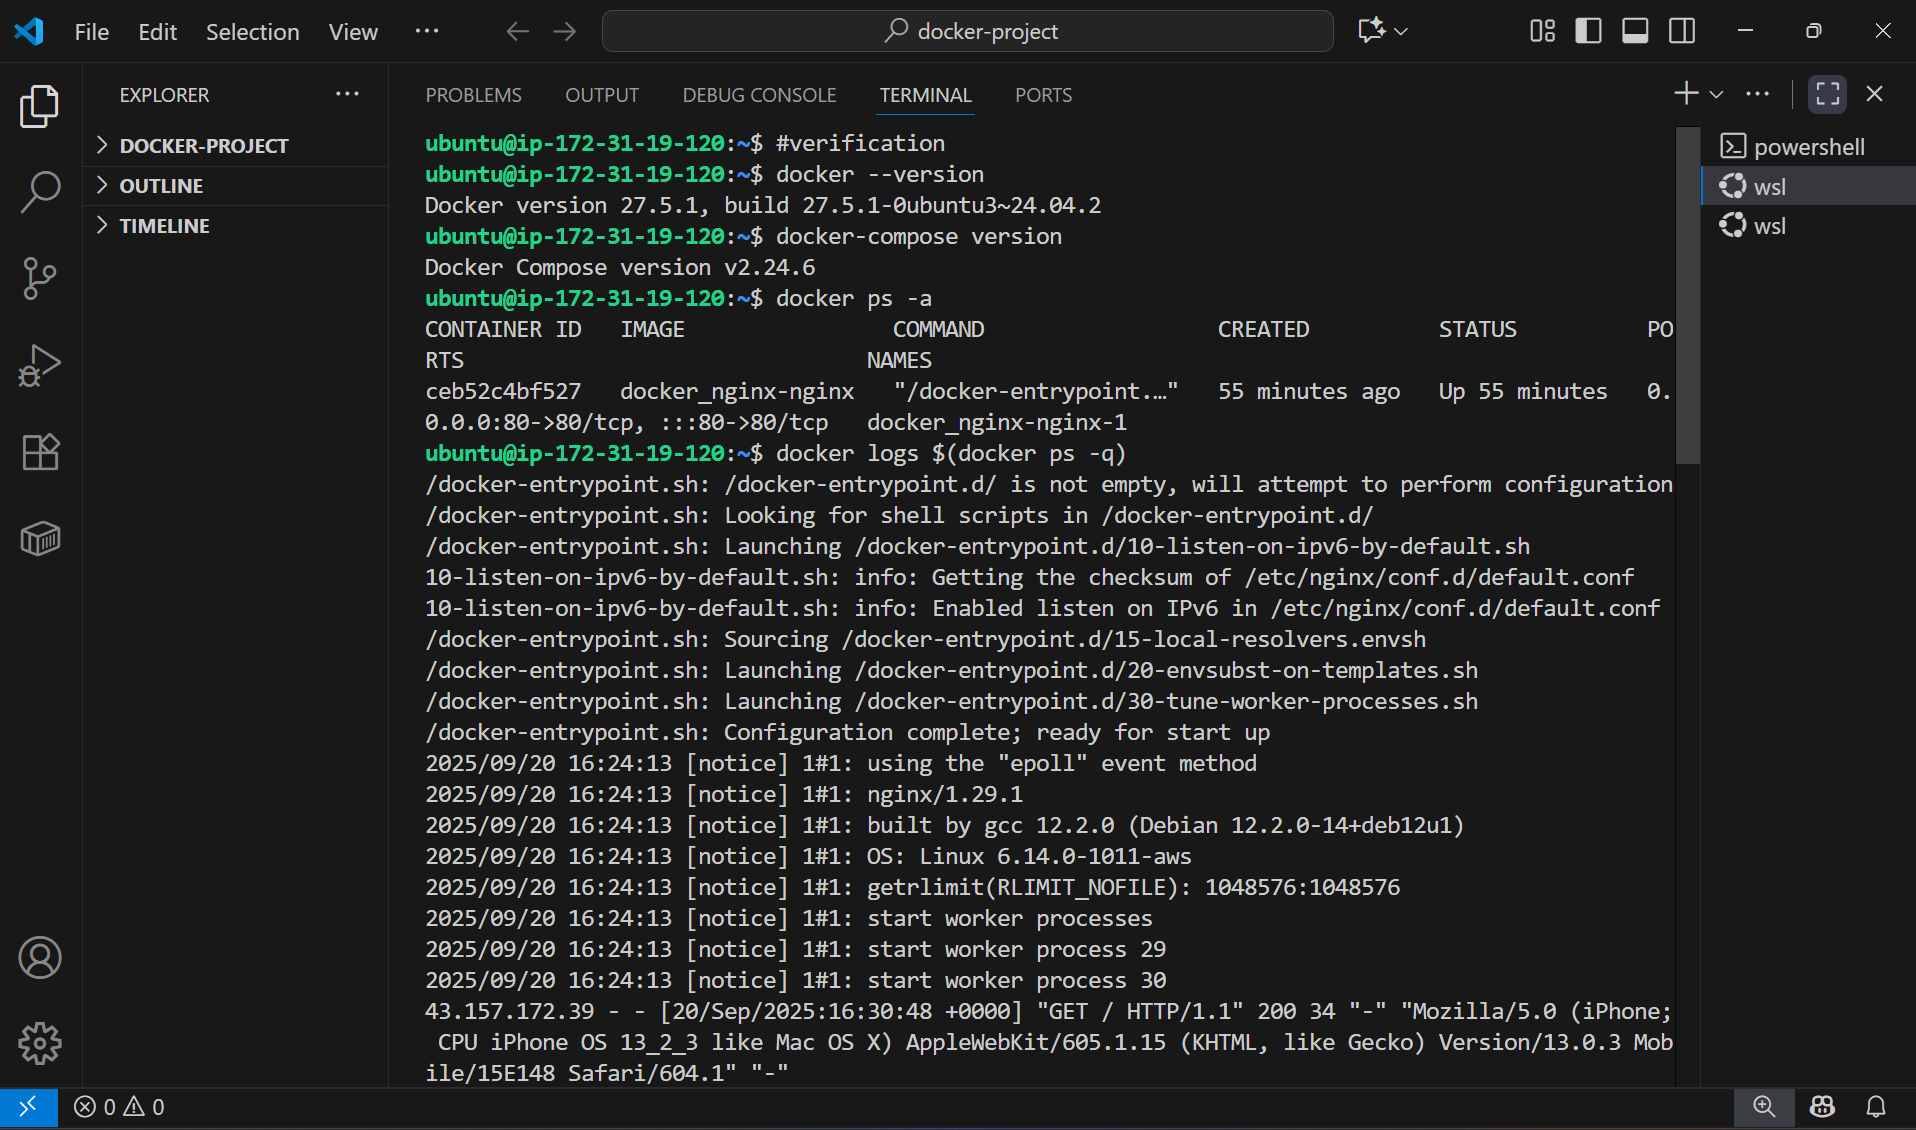 File Edit Selection View ··· docker-project
EXPLORER ···
DOCKER-PROJECT
OUTLINE
TIMELINE
PROBLEMS OUTPUT DEBUG CONSOLE TERMINAL PORTS
ubuntu@ip-172-31-19-120:~$ #verification
ubuntu@ip-172-31-19-120:~$ docker --version
Docker version 27.5.1, build 27.5.1-0ubuntu3~24.04.2
ubuntu@ip-172-31-19-120:~$ docker-compose version
Docker Compose version v2.24.6
ubuntu@ip-172-31-19-120:~$ docker ps -a
CONTAINER ID   IMAGE                COMMAND                  CREATED          STATUS          PO
RTS                               NAMES
ceb52c4bf527   docker_nginx-nginx   "/docker-entrypoint.…"   55 minutes ago   Up 55 minutes   0.
0.0.0:80->80/tcp, :::80->80/tcp   docker_nginx-nginx-1
ubuntu@ip-172-31-19-120:~$ docker logs $(docker ps -q)
/docker-entrypoint.sh: /docker-entrypoint.d/ is not empty, will attempt to perform configuration
/docker-entrypoint.sh: Looking for shell scripts in /docker-entrypoint.d/
/docker-entrypoint.sh: Launching /docker-entrypoint.d/10-listen-on-ipv6-by-default.sh
10-listen-on-ipv6-by-default.sh: info: Getting the checksum of /etc/nginx/conf.d/default.conf
10-listen-on-ipv6-by-default.sh: info: Enabled listen on IPv6 in /etc/nginx/conf.d/default.conf
/docker-entrypoint.sh: Sourcing /docker-entrypoint.d/15-local-resolvers.envsh
/docker-entrypoint.sh: Launching /docker-entrypoint.d/20-envsubst-on-templates.sh
/docker-entrypoint.sh: Launching /docker-entrypoint.d/30-tune-worker-processes.sh
/docker-entrypoint.sh: Configuration complete; ready for start up
2025/09/20 16:24:13 [notice] 1#1: using the "epoll" event method
2025/09/20 16:24:13 [notice] 1#1: nginx/1.29.1
2025/09/20 16:24:13 [notice] 1#1: built by gcc 12.2.0 (Debian 12.2.0-14+deb12u1)
2025/09/20 16:24:13 [notice] 1#1: OS: Linux 6.14.0-1011-aws
2025/09/20 16:24:13 [notice] 1#1: getrlimit(RLIMIT_NOFILE): 1048576:1048576
2025/09/20 16:24:13 [notice] 1#1: start worker processes
2025/09/20 16:24:13 [notice] 1#1: start worker process 29
2025/09/20 16:24:13 [notice] 1#1: start worker process 30
43.157.172.39 - - [20/Sep/2025:16:30:48 +0000] "GET / HTTP/1.1" 200 34 "-" "Mozilla/5.0 (iPhone;
 CPU iPhone OS 13_2_3 like Mac OS X) AppleWebKit/605.1.15 (KHTML, like Gecko) Version/13.0.3 Mob
ile/15E148 Safari/604.1" "-"
powershell
wsl
wsl
0 0